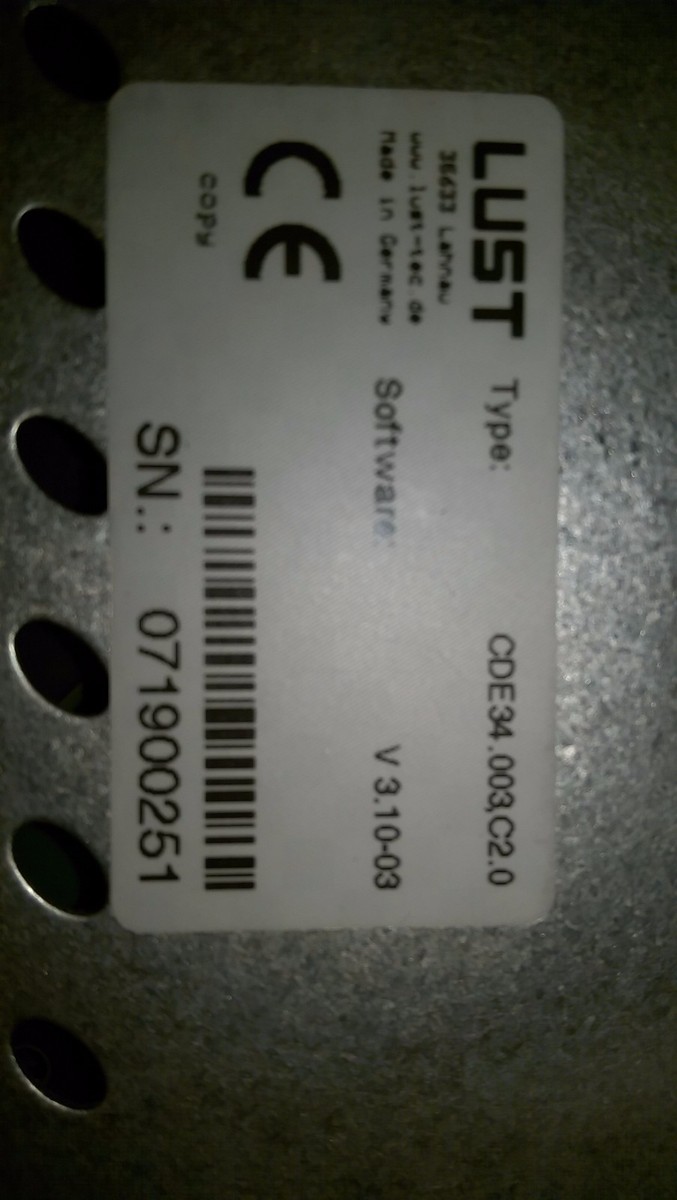 LUST
35633 Lahnau
www.lust-tec.de
Made in Germany
Type: CDE34.003,C2.0
Software: V 3.10-03
CE
copy
SN.: 071900251